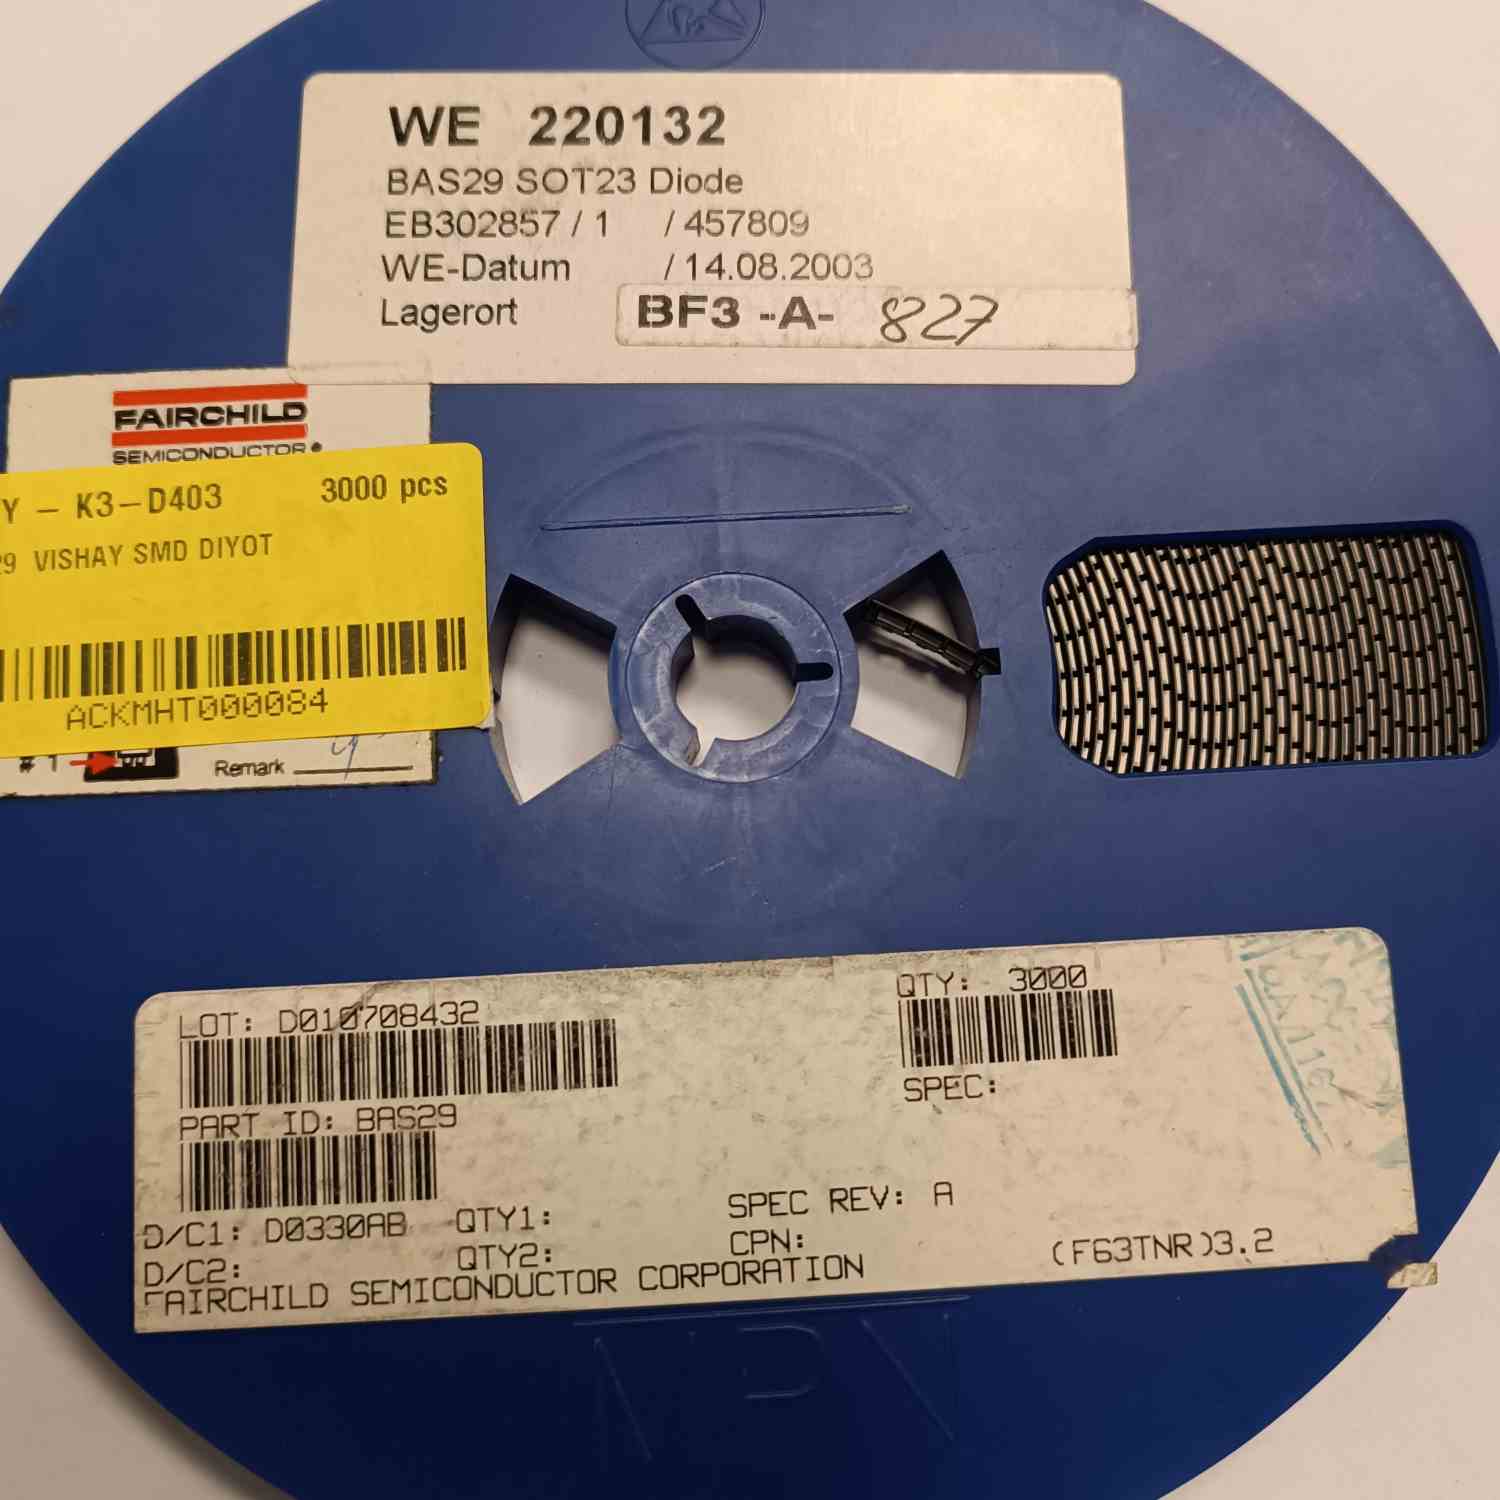 WE 220132
BAS29 SOT23 Diode
EB302857 / 1 / 457809
WE-Datum / 14.08.2003
Lagerort BF3 -A- 827
FAIRCHILD
SEMICONDUCTOR
Y - K3-D403 3000 pcs
29 VISHAY SMD DIYOT
ACKMHT000084
# 1 Remark
LOT: D010708432
QTY: 3000
PART ID: BAS29
SPEC:
D/C1: D0330AB QTY1: SPEC REV: A
D/C2: QTY2: CPN: (F63TNR)3.2
FAIRCHILD SEMICONDUCTOR CORPORATION